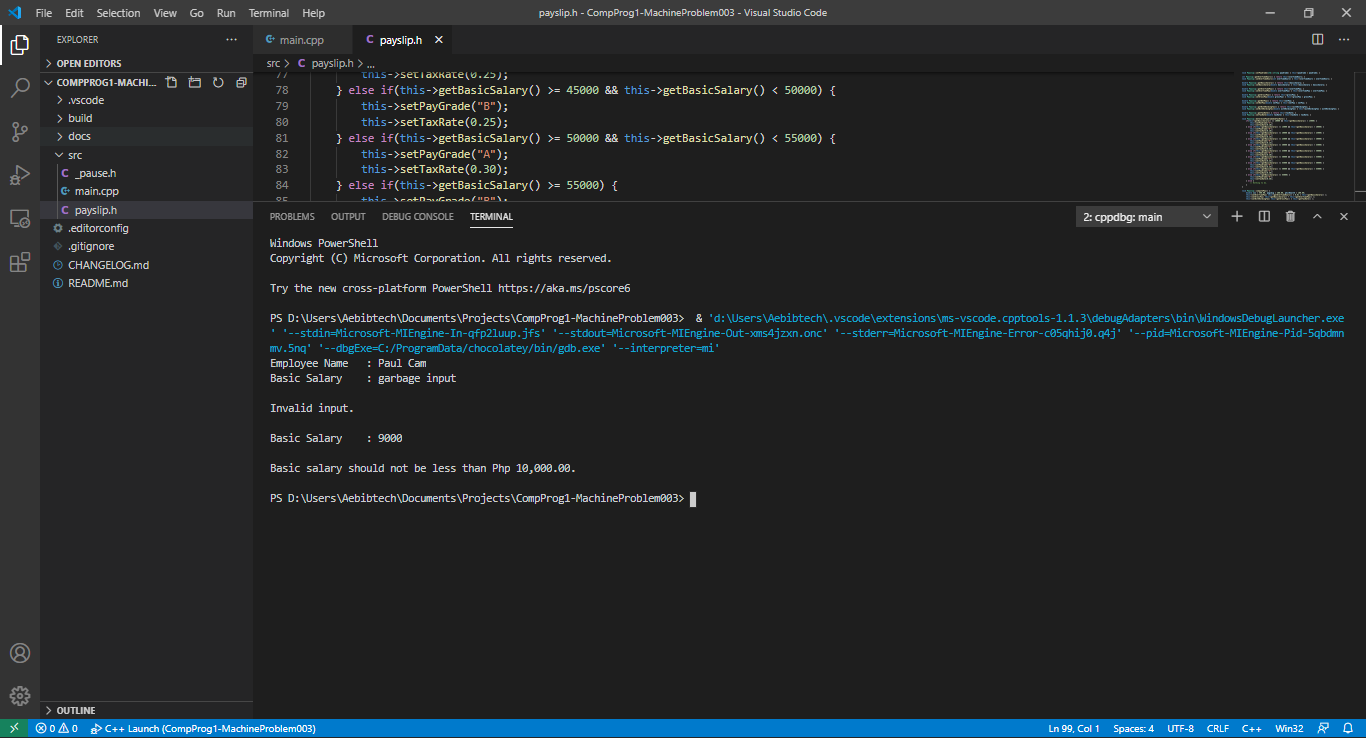 File Edit Selection View Go Run Terminal Help payslip.h - CompProg1-MachineProblem003 - Visual Studio Code
EXPLORER
OPEN EDITORS
COMPPROG1-MACHI...
.vscode
build
docs
src
_pause.h
main.cpp
payslip.h
.editorconfig
.gitignore
CHANGELOG.md
README.md
OUTLINE
main.cpp payslip.h
src > payslip.h > ...
77 this->setTaxRate(0.25);
78 } else if(this->getBasicSalary() >= 45000 && this->getBasicSalary() < 50000) {
79 this->setPayGrade("B");
80 this->setTaxRate(0.25);
81 } else if(this->getBasicSalary() >= 50000 && this->getBasicSalary() < 55000) {
82 this->setPayGrade("A");
83 this->setTaxRate(0.30);
84 } else if(this->getBasicSalary() >= 55000) {
85 this->setPayGrade("B");
PROBLEMS OUTPUT DEBUG CONSOLE TERMINAL 2: cppdbg: main
Windows PowerShell
Copyright (C) Microsoft Corporation. All rights reserved.
Try the new cross-platform PowerShell https://aka.ms/pscore6
PS D:\Users\Aebibtech\Documents\Projects\CompProg1-MachineProblem003> & 'd:\Users\Aebibtech\.vscode\extensions\ms-vscode.cpptools-1.1.3\debugAdapters\bin\WindowsDebugLauncher.exe
' '--stdin=Microsoft-MIEngine-In-qfp2luup.jfs' '--stdout=Microsoft-MIEngine-Out-xms4jzxn.onc' '--stderr=Microsoft-MIEngine-Error-c05qhij0.q4j' '--pid=Microsoft-MIEngine-Pid-5qbdmn
mv.5nq' '--dbgExe=C:/ProgramData/chocolatey/bin/gdb.exe' '--interpreter=mi'
Employee Name : Paul Cam
Basic Salary : garbage input
Invalid input.
Basic Salary : 9000
Basic salary should not be less than Php 10,000.00.
PS D:\Users\Aebibtech\Documents\Projects\CompProg1-MachineProblem003>
0 0 C++ Launch (CompProg1-MachineProblem003) Ln 99, Col 1 Spaces: 4 UTF-8 CRLF C++ Win32